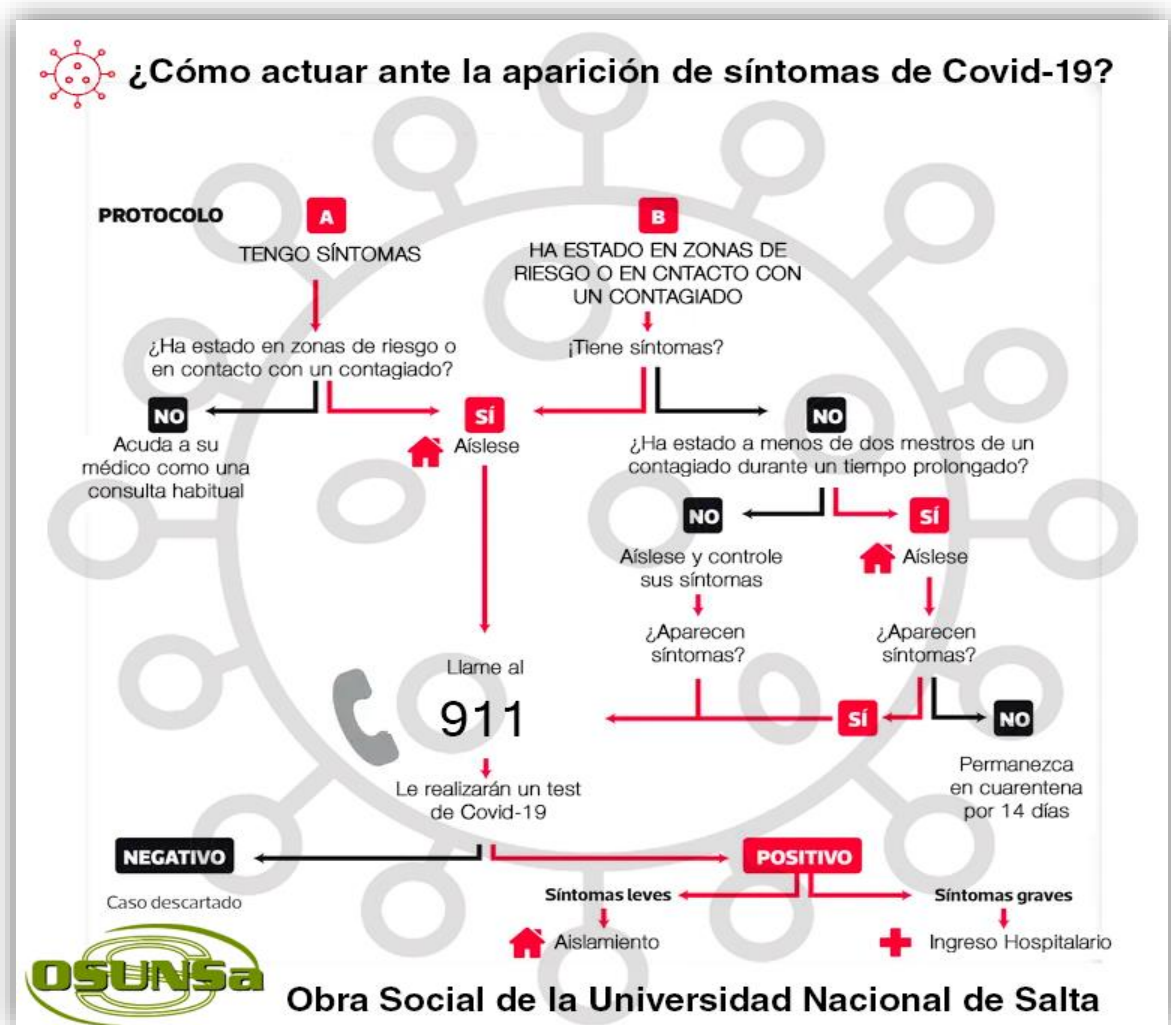 ¿Cómo actuar ante la aparición de síntomas de Covid-19?
PROTOCOLO
A
TENGO SÍNTOMAS
B
HA ESTADO EN ZONAS DE
RIESGO O EN CNTACTO CON
UN CONTAGIADO
¿Ha estado en zonas de riesgo o
en contacto con un contagiado?
¡Tiene síntomas?
NO
Acuda a su
médico como una
consulta habitual
SÍ
Aíslese
NO
¿Ha estado a menos de dos mestros de un
contagiado durante un tiempo prolongado?
NO
Aíslese y controle
sus síntomas
SÍ
Aíslese
¿Aparecen
síntomas?
¿Aparecen
síntomas?
Llame al
911
SÍ
NO
Permanezca
en cuarentena
por 14 días
Le realizarán un test
de Covid-19
NEGATIVO
Caso descartado
POSITIVO
Síntomas leves
Aislamiento
Síntomas graves
Ingreso Hospitalario
OSUNSa
Obra Social de la Universidad Nacional de Salta